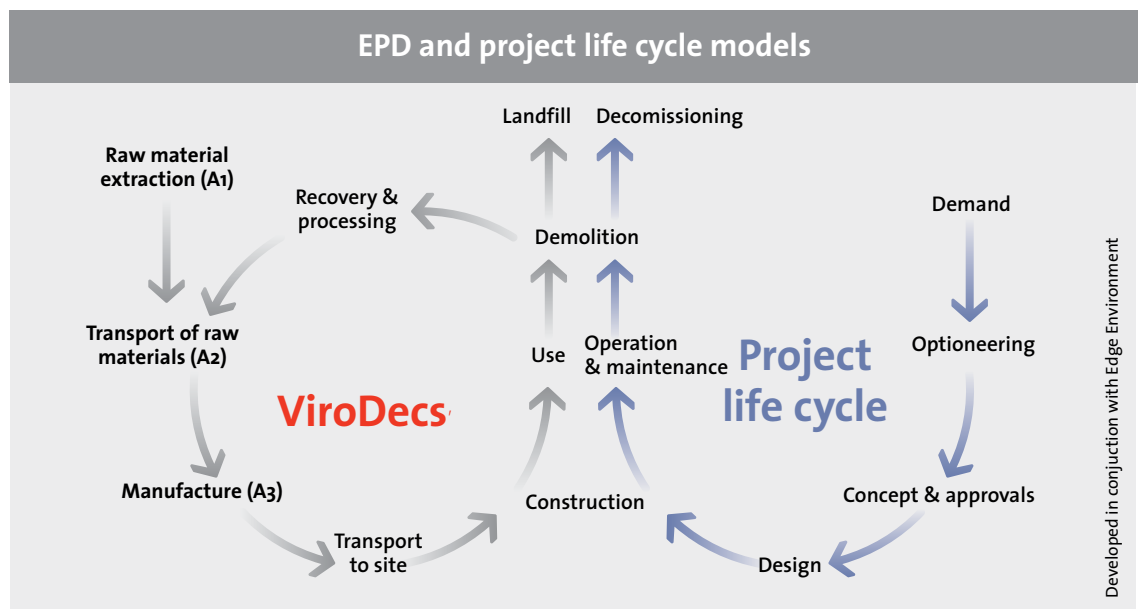 EPD and project life cycle models
Landfill
Decomissioning
Raw material
extraction (A1)
Recovery &
processing
Demand
Demolition
Transport of raw
materials (A2)
Use
Operation
& maintenance
Project
life cycle
Optioneering
ViroDecs
Manufacture (A3)
Construction
Concept & approvals
Transport
to site
Design
Developed in conjuction with Edge Environment